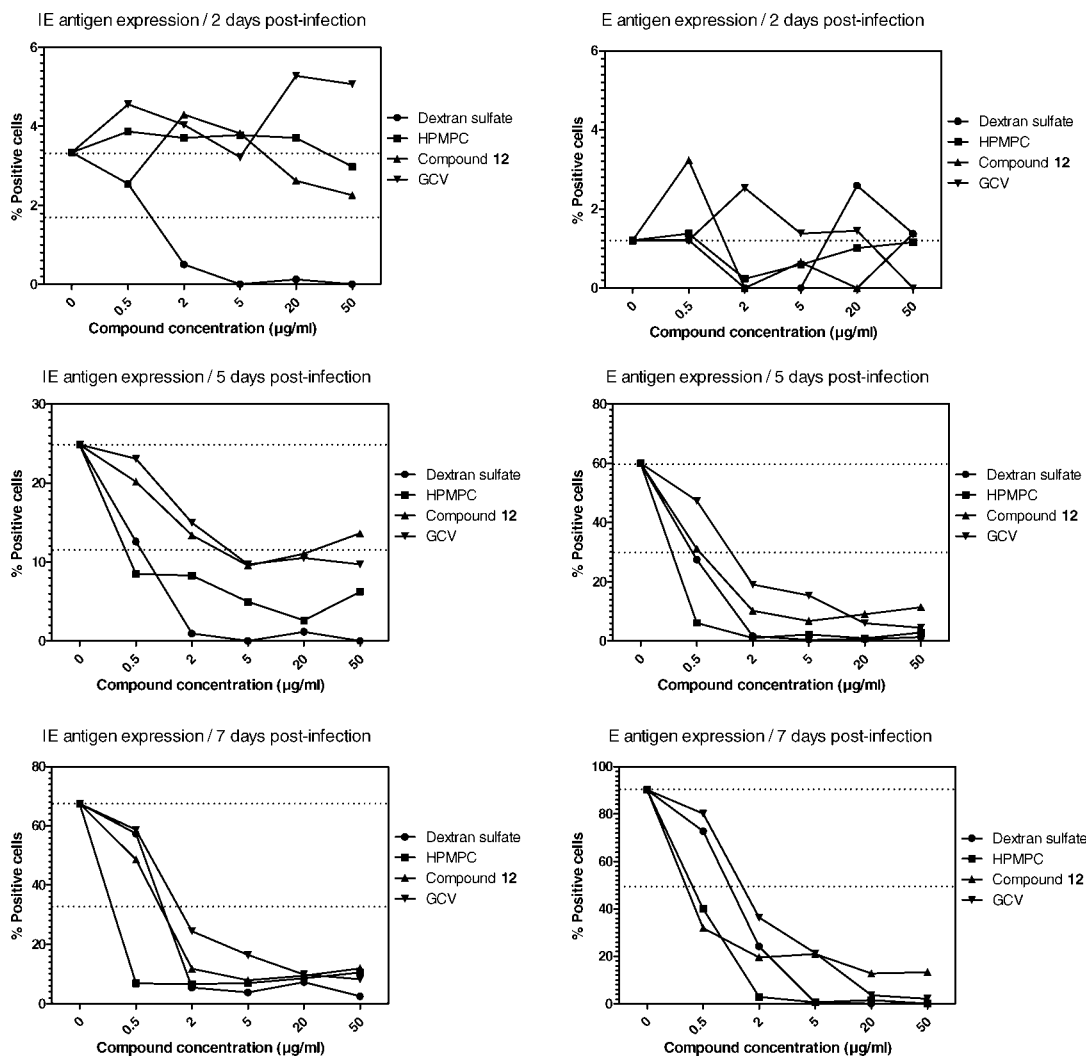 IE antigen expression / 2 days post-infection
% Positive cells
6
4
2
0
0
0.5
2
5
20
50
Compound concentration (µg/ml)
Dextran sulfate
HPMPC
Compound 12
GCV
E antigen expression / 2 days post-infection
% Positive cells
6
4
2
0
0
0.5
2
5
20
50
Compound concentration (µg/ml)
Dextran sulfate
HPMPC
Compound 12
GCV
IE antigen expression / 5 days post-infection
% Positive cells
30
20
10
0
0
0.5
2
5
20
50
Compound concentration (µg/ml)
Dextran sulfate
HPMPC
Compound 12
GCV
E antigen expression / 5 days post-infection
% Positive cells
80
60
40
20
0
0
0.5
2
5
20
50
Compound concentration (µg/ml)
Dextran sulfate
HPMPC
Compound 12
GCV
IE antigen expression / 7 days post-infection
% Positive cells
80
60
40
20
0
0
0.5
2
5
20
50
Compound concentration (µg/ml)
Dextran sulfate
HPMPC
Compound 12
GCV
E antigen expression / 7 days post-infection
% Positive cells
100
80
60
40
20
0
0
0.5
2
5
20
50
Compound concentration (µg/ml)
Dextran sulfate
HPMPC
Compound 12
GCV